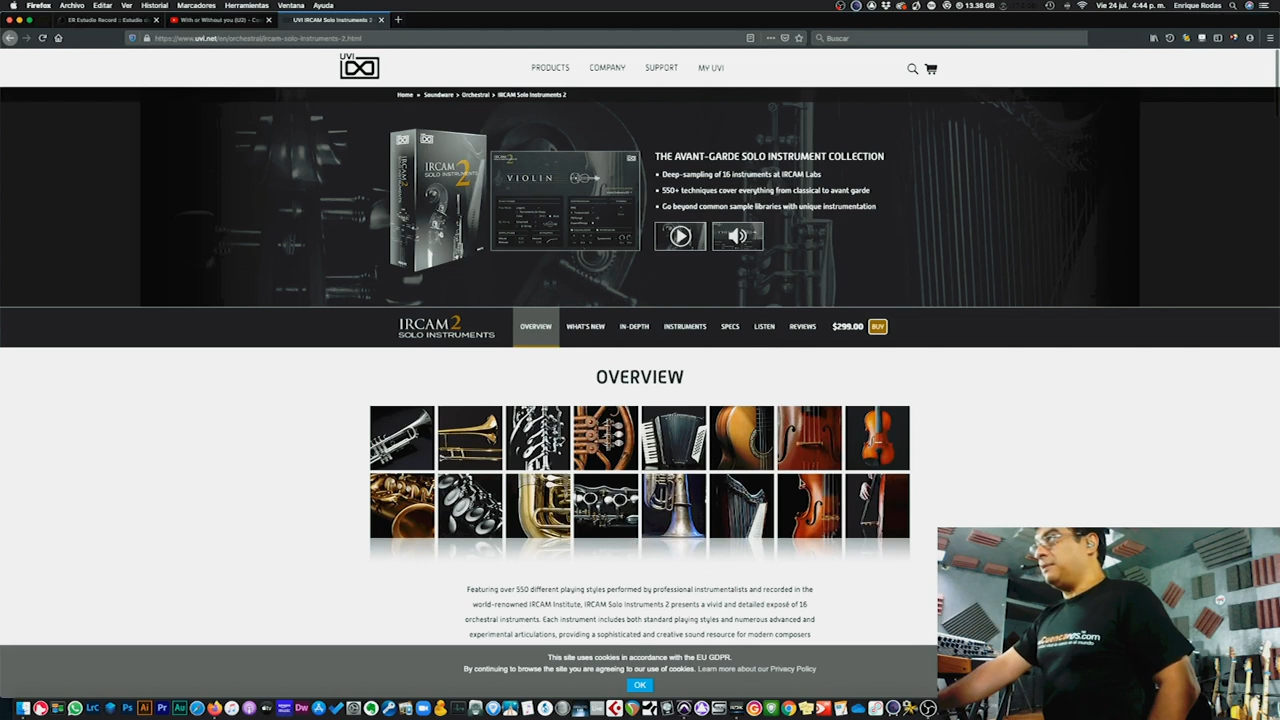 Firefox Archivo Editar Ver Historial Marcadores Herramientas Ventana Ayuda
13.38 GB
Vie 24 jul. 4:44 p. m. Enrique Rodas
ER Estudio Record :: Estudio d
With or Without you (U2) - Co
UVI IRCAM Solo Instruments 2
https://www.uvi.net/en/orchestral/ircam-solo-instruments-2.html
Buscar
UVI
PRODUCTS COMPANY SUPPORT MY UVI
Home » Soundware > Orchestral > IRCAM Solo Instruments 2
IRCAM 2
SOLO INSTRUMENTS
VIOLIN
THE AVANT-GARDE SOLO INSTRUMENT COLLECTION
• Deep-sampling of 16 instruments at IRCAM Labs
• 550+ techniques cover everything from classical to avant garde
• Go beyond common sample libraries with unique instrumentation
IRCAM2
SOLO INSTRUMENTS
OVERVIEW WHAT'S NEW IN-DEPTH INSTRUMENTS SPECS LISTEN REVIEWS $299.00 BUY
OVERVIEW
Featuring over 550 different playing styles performed by professional instrumentalists and recorded in the
world-renowned IRCAM Institute, IRCAM Solo Instruments 2 presents a vivid and detailed exposé of 16
orchestral instruments. Each instrument includes both standard playing styles and numerous advanced and
experimental articulations, providing a sophisticated and creative sound resource for modern composers
This site uses cookies in accordance with the EU GDPR.
By continuing to browse the site you are agreeing to our use of cookies. Learn more about our Privacy Policy
OK
LrC Ps Ai Pr Au Dw